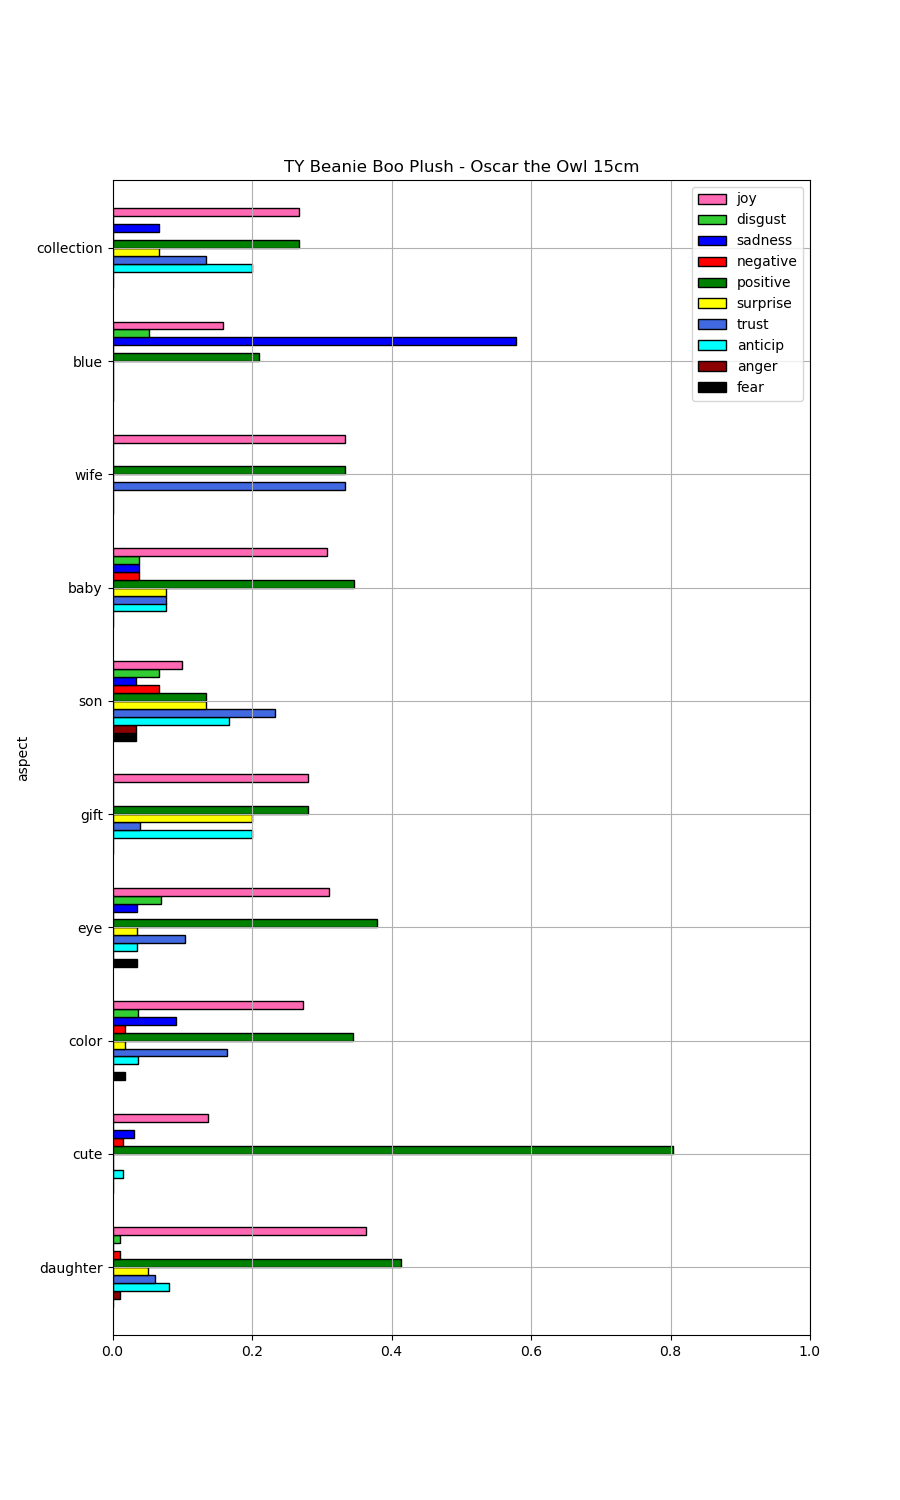 TY Beanie Boo Plush - Oscar the Owl 15cm
joy
disgust
sadness
negative
positive
surprise
trust
anticip
anger
fear
collection
blue
wife
baby
son
gift
eye
color
cute
daughter
aspect
0.0 0.2 0.4 0.6 0.8 1.0